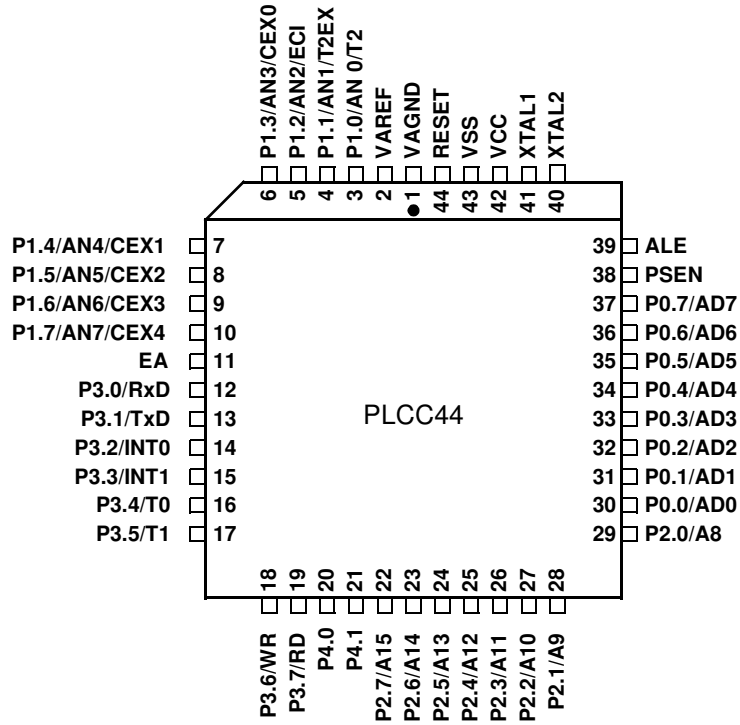 P1.3/AN3/CEX0
P1.2/AN2/ECI
P1.1/AN1/T2EX
P1.0/AN 0/T2
VAREF
VAGND
RESET
VSS
VCC
XTAL1
XTAL2
6 5 4 3 2 1 44 43 42 41 40
P1.4/AN4/CEX1 7
P1.5/AN5/CEX2 8
P1.6/AN6/CEX3 9
P1.7/AN7/CEX4 10
EA 11
P3.0/RxD 12
P3.1/TxD 13
P3.2/INT0 14
P3.3/INT1 15
P3.4/T0 16
P3.5/T1 17
PLCC44
39 ALE
38 PSEN
37 P0.7/AD7
36 P0.6/AD6
35 P0.5/AD5
34 P0.4/AD4
33 P0.3/AD3
32 P0.2/AD2
31 P0.1/AD1
30 P0.0/AD0
29 P2.0/A8
18 19 20 21 22 23 24 25 26 27 28
P3.6/WR
P3.7/RD
P4.0
P4.1
P2.7/A15
P2.6/A14
P2.5/A13
P2.4/A12
P2.3/A11
P2.2/A10
P2.1/A9